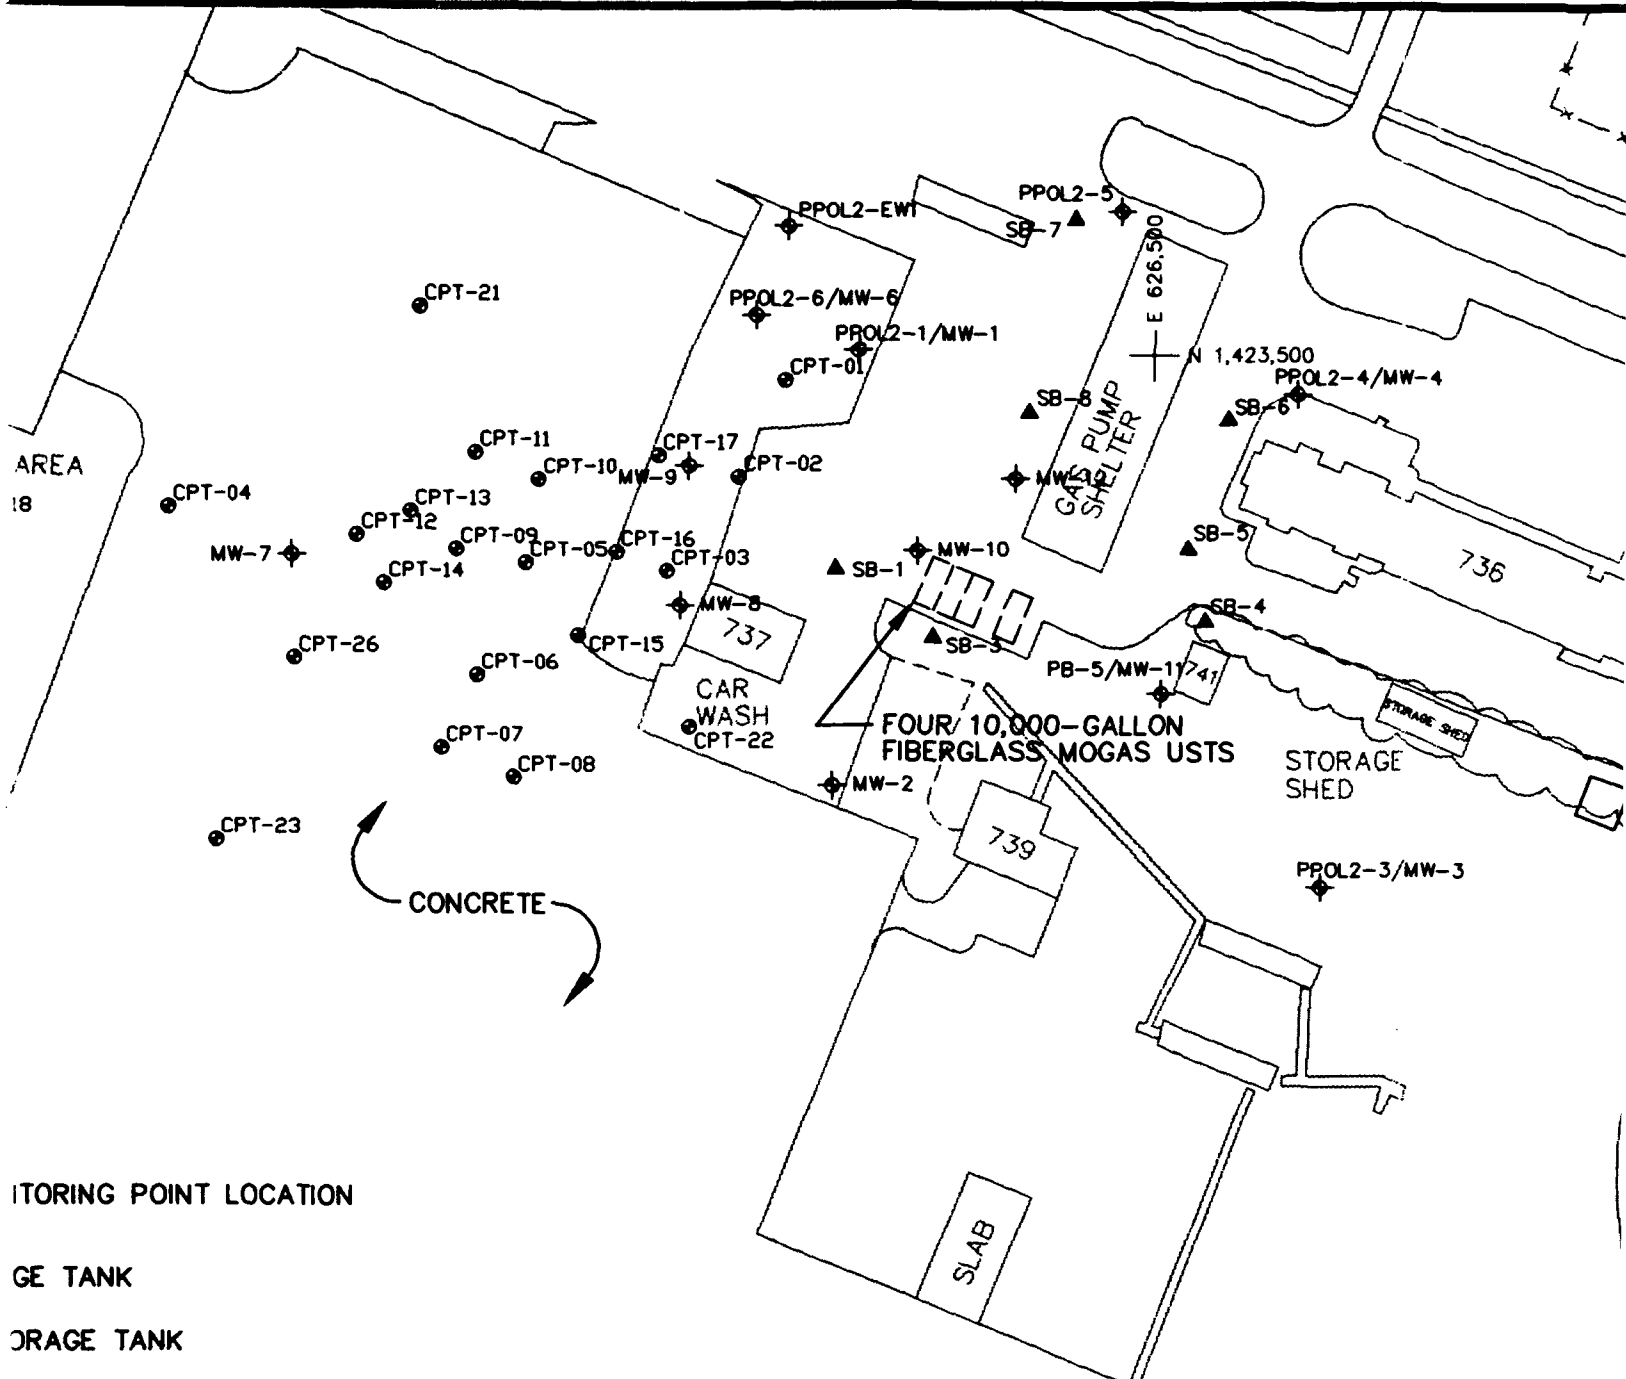 PPOL2-5
PPOL2-EW1
SB-7
E 626,500
CPT-21
PPOL2-6/MW-6
PPOL2-1/MW-1
N 1,423,500
CPT-01
PPOL2-4/MW-4
SB-8
SB-6
GAS PUMP
SHELTER
CPT-11
CPT-17
AREA
CPT-10
MW-9
CPT-02
MW-12
CPT-04
18
CPT-13
CPT-12
CPT-09
CPT-05
CPT-16
CPT-03
MW-7
MW-10
SB-5
CPT-14
SB-1
736
MW-8
SB-4
737
CPT-15
SB-3
CPT-26
CPT-06
PB-5/MW-11
741
CAR
WASH
CPT-22
STORAGE SHED
FOUR 10,000-GALLON
FIBERGLASS MOGAS USTS
CPT-07
CPT-08
STORAGE
SHED
MW-2
CPT-23
739
PPOL2-3/MW-3
CONCRETE
ITORING POINT LOCATION
SLAB
GE TANK
ORAGE TANK